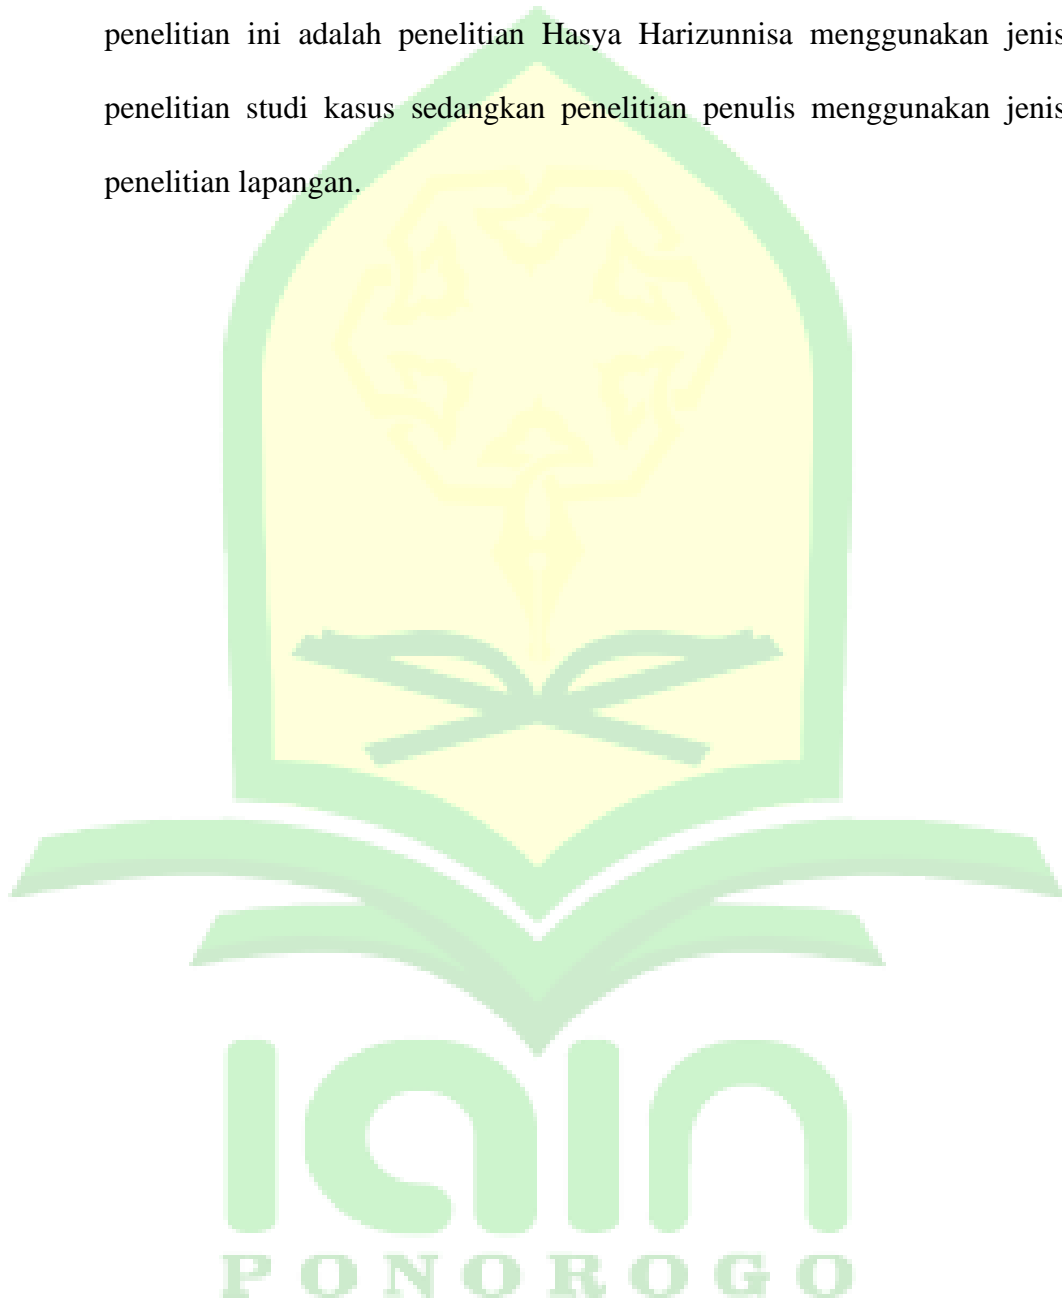 penelitian ini adalah penelitian Hasya Harizunnisa menggunakan jenis
penelitian studi kasus sedangkan penelitian penulis menggunakan jenis
penelitian lapangan.
iain
PONOROGO